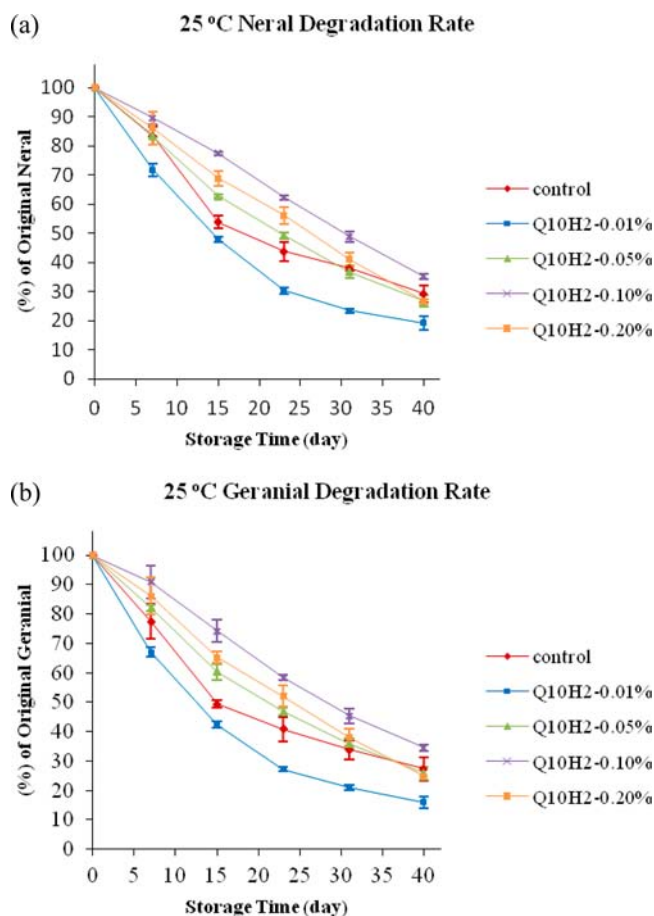 (a)
25 °C Neral Degradation Rate
(%) of Original Neral
100
90
80
70
60
50
40
30
20
10
0
0 5 10 15 20 25 30 35 40
Storage Time (day)
control
Q10H2-0.01%
Q10H2-0.05%
Q10H2-0.10%
Q10H2-0.20%
(b)
25 °C Geranial Degradation Rate
(%) of Original Geranial
100
90
80
70
60
50
40
30
20
10
0
0 5 10 15 20 25 30 35 40
Storage Time (day)
control
Q10H2-0.01%
Q10H2-0.05%
Q10H2-0.10%
Q10H2-0.20%